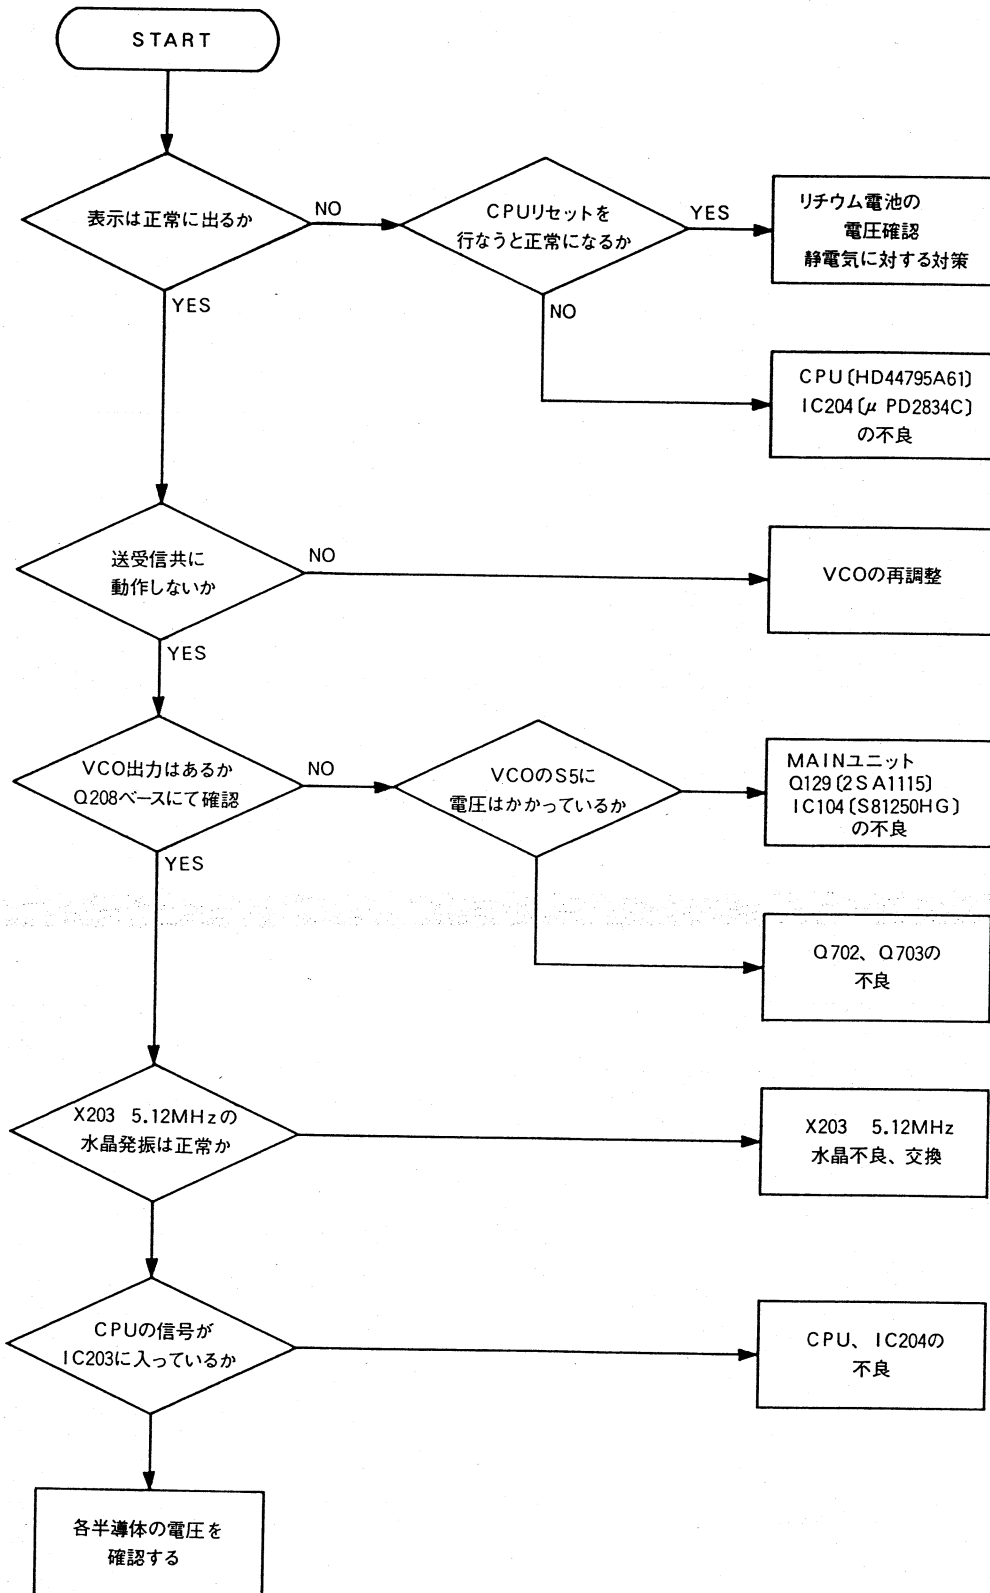 START
表示は正常に出るか
NO
CPUリセットを
行なうと正常になるか
YES
リチウム電池の
電圧確認
静電気に対する対策
YES
NO
CPU〔HD44795A61〕
IC204〔μ PD2834C〕
の不良
送受信共に
動作しないか
NO
VCOの再調整
YES
VCO出力はあるか
Q208ベースにて確認
NO
VCOのS5に
電圧はかかっているか
MAINユニット
Q129〔2SA1115〕
IC104〔S81250HG〕
の不良
YES
Q702、Q703の
不良
X203 5.12MHzの
水晶発振は正常か
X203 5.12MHz
水晶不良、交換
CPUの信号が
IC203に入っているか
CPU、IC204の
不良
各半導体の電圧を
確認する